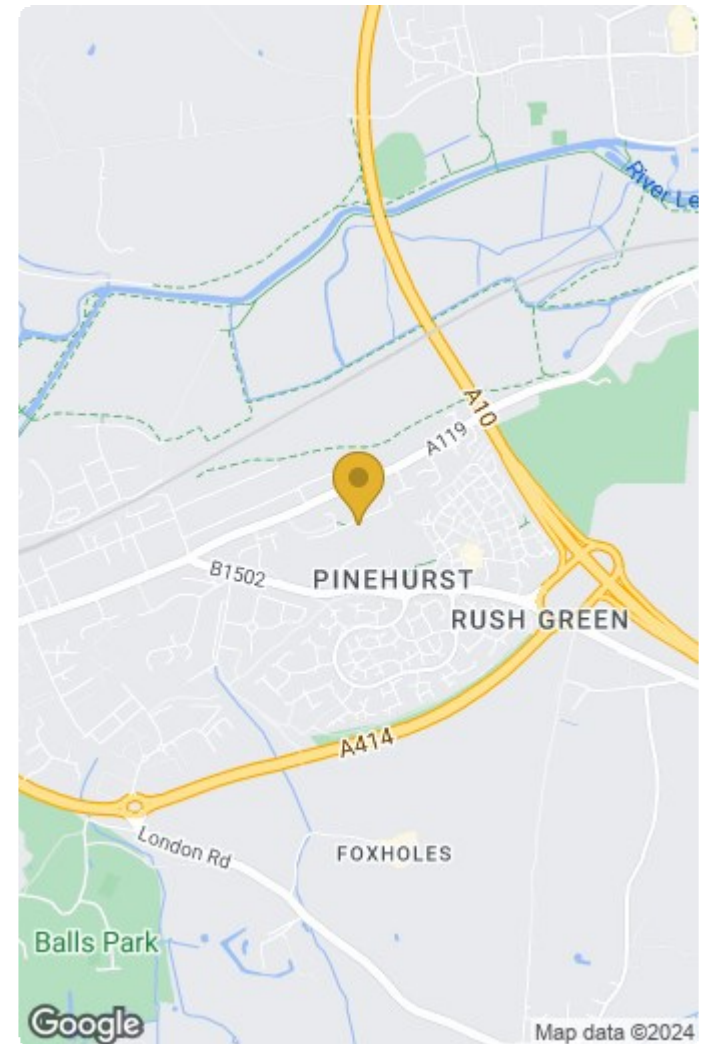 River Le
A10
A119
B1502
PINEHURST
RUSH GREEN
A414
London Rd
FOXHOLES
Balls Park
Google
Map data ©2024